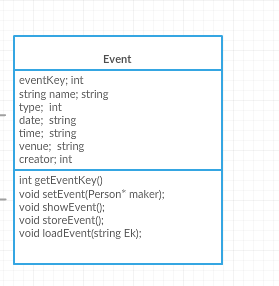 Event
eventKey; int
string name; string
type;  int
date;  string
time;  string
venue;  string
creator; int
int getEventKey()
void setEvent(Person* maker);
void showEvent();
void storeEvent();
void loadEvent(string Ek);